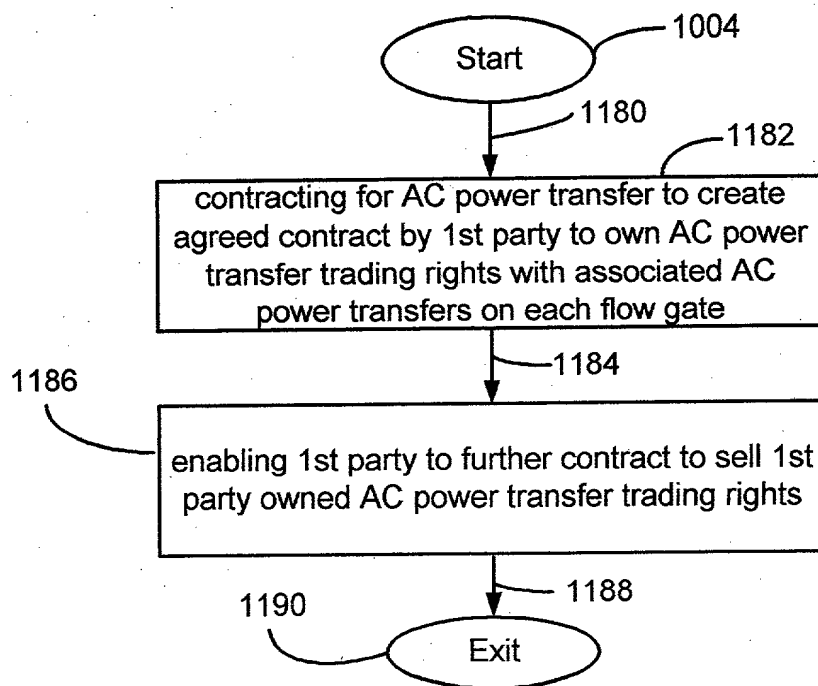 Start
1004
1180
1182
contracting for AC power transfer to create
agreed contract by 1st party to own AC power
transfer trading rights with associated AC
power transfers on each flow gate
1184
1186
enabling 1st party to further contract to sell 1st
party owned AC power transfer trading rights
1188
1190
Exit